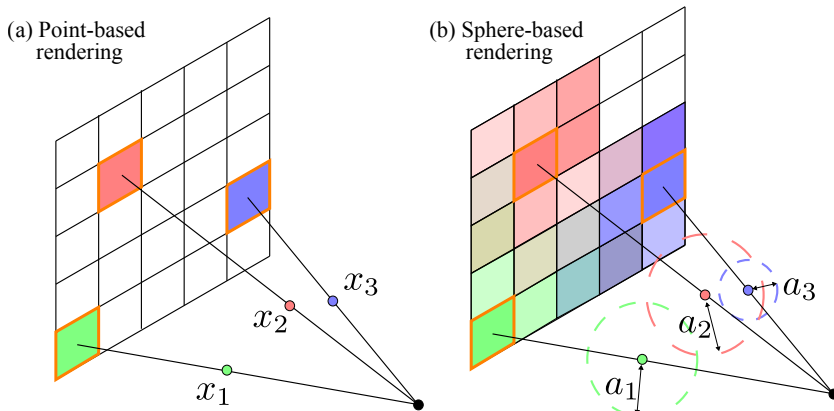 (a) Point-based
rendering
x₁
x₂
x₃
(b) Sphere-based
rendering
a₁
a₂
a₃